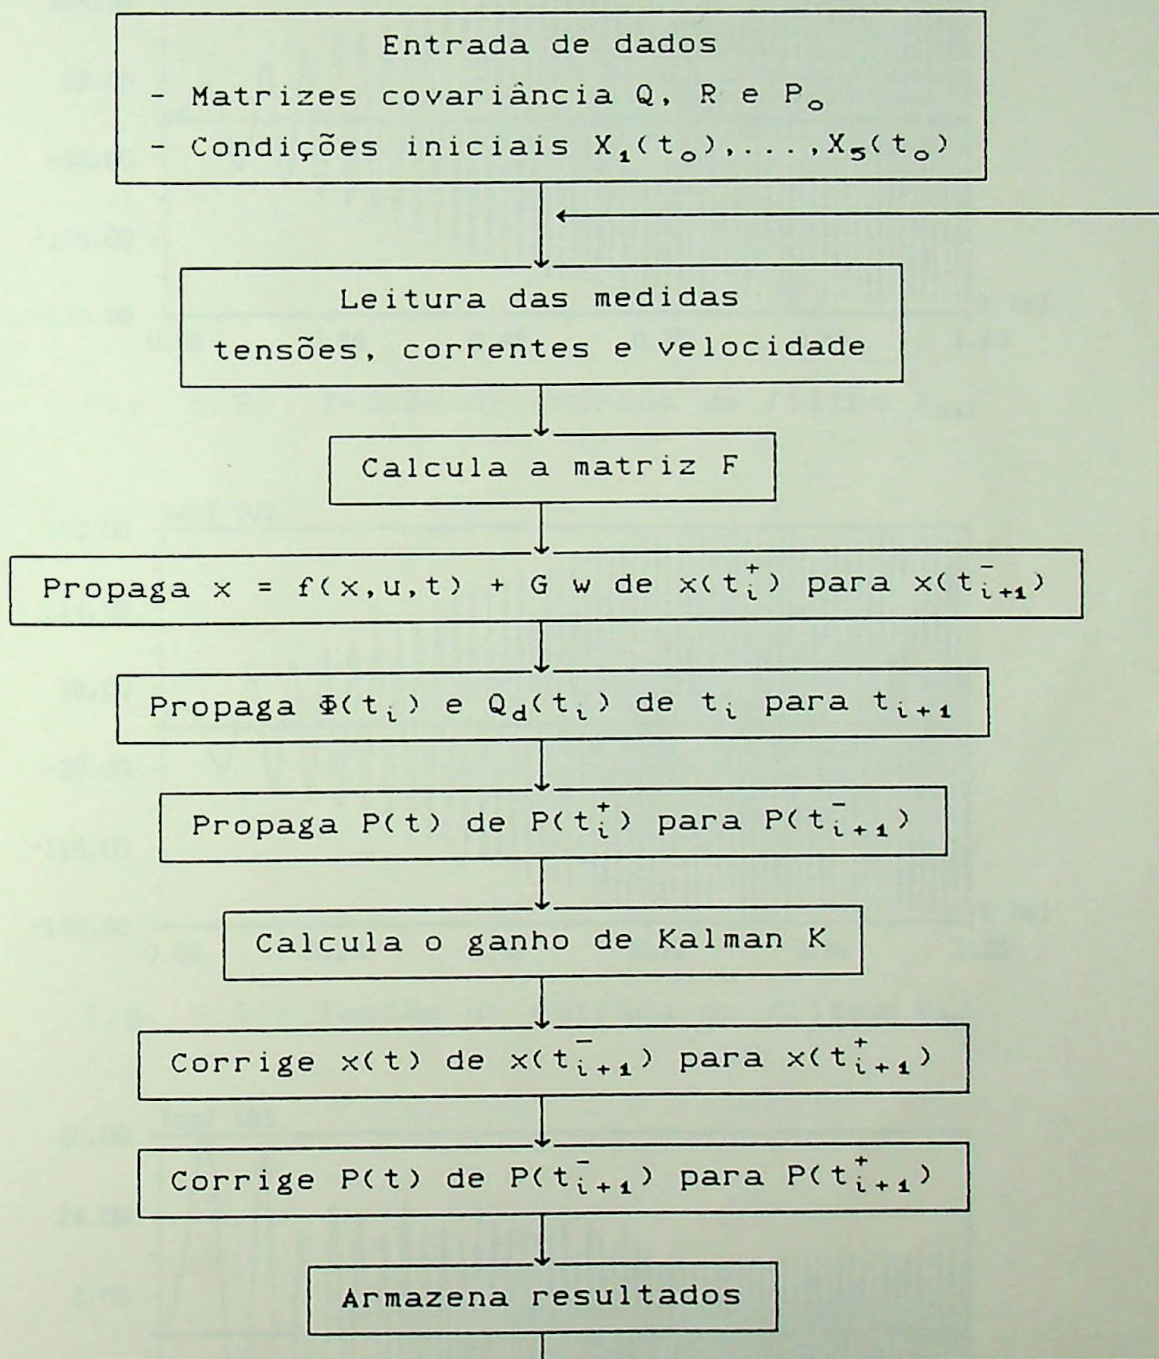 Entrada de dados
- Matrizes covariância Q, R e P₀
- Condições iniciais X₁(t₀),...,X₅(t₀)
Leitura das medidas
tensões, correntes e velocidade
Calcula a matriz F
Propaga x = f(x,u,t) + G w de x(tᵢ⁺) para x(tᵢ₊₁⁻)
Propaga Φ(tᵢ) e Q_d(tᵢ) de tᵢ para tᵢ₊₁
Propaga P(t) de P(tᵢ⁺) para P(tᵢ₊₁⁻)
Calcula o ganho de Kalman K
Corrige x(t) de x(tᵢ₊₁⁻) para x(tᵢ₊₁⁺)
Corrige P(t) de P(tᵢ₊₁⁻) para P(tᵢ₊₁⁺)
Armazena resultados